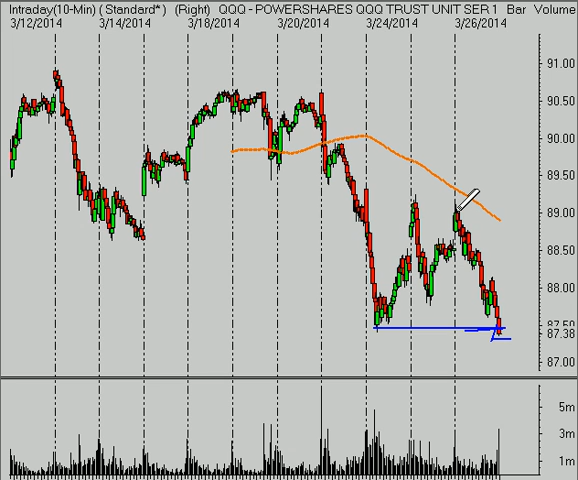 Intraday(10-Min) ( Standard* ) (Right) QQQ - POWERSHARES QQQ TRUST UNIT SER 1 Bar Volume
3/12/2014 3/14/2014 3/18/2014 3/20/2014 3/24/2014 3/26/2014
91.00
90.50
90.00
89.50
89.00
88.50
88.00
87.50
87.38
87.00
5m
3m
1m